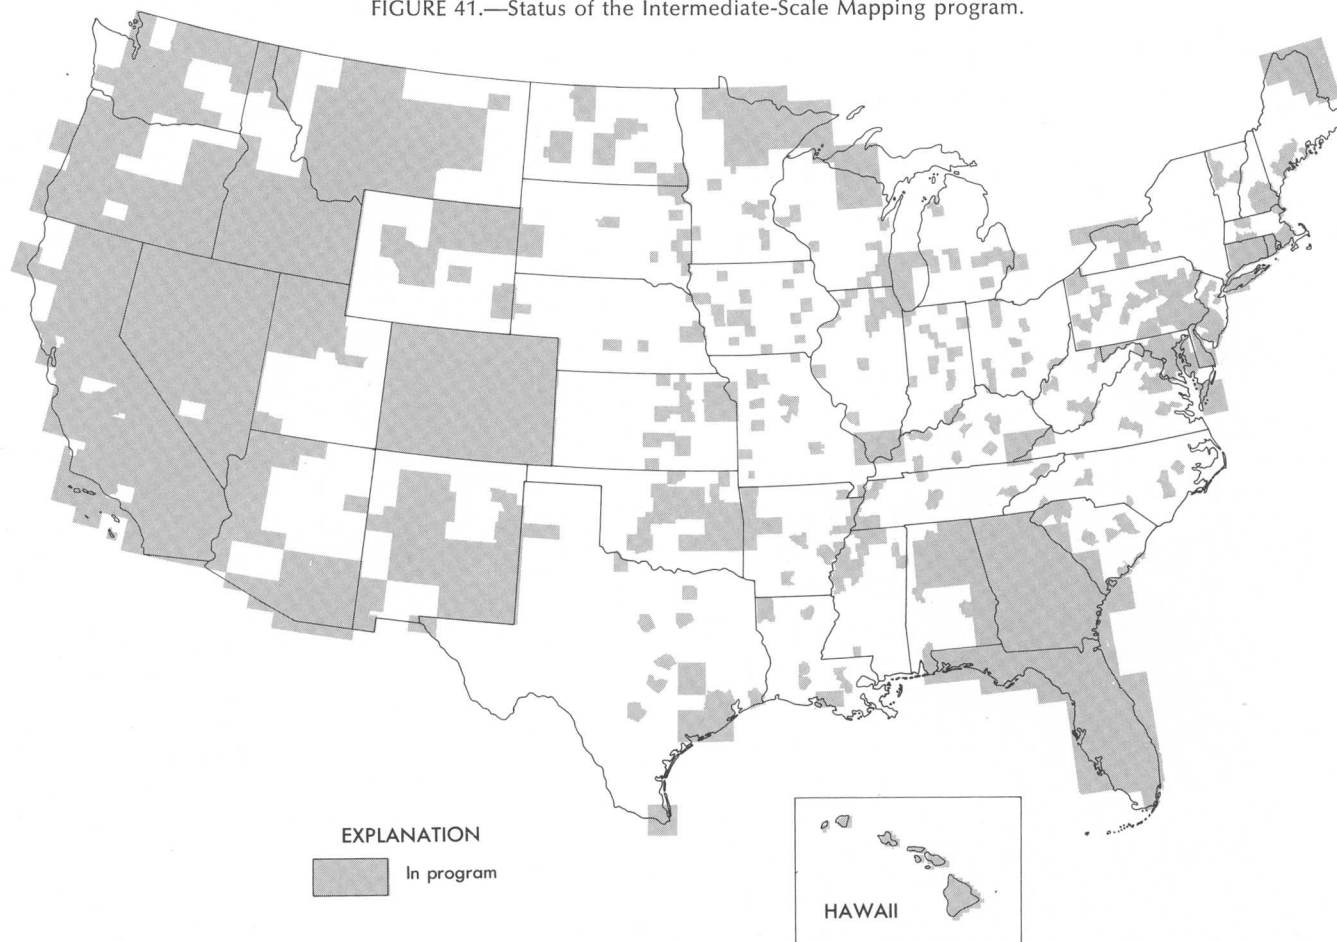 FIGURE 41.—Status of the Intermediate-Scale Mapping program.
EXPLANATION
In program
HAWAII